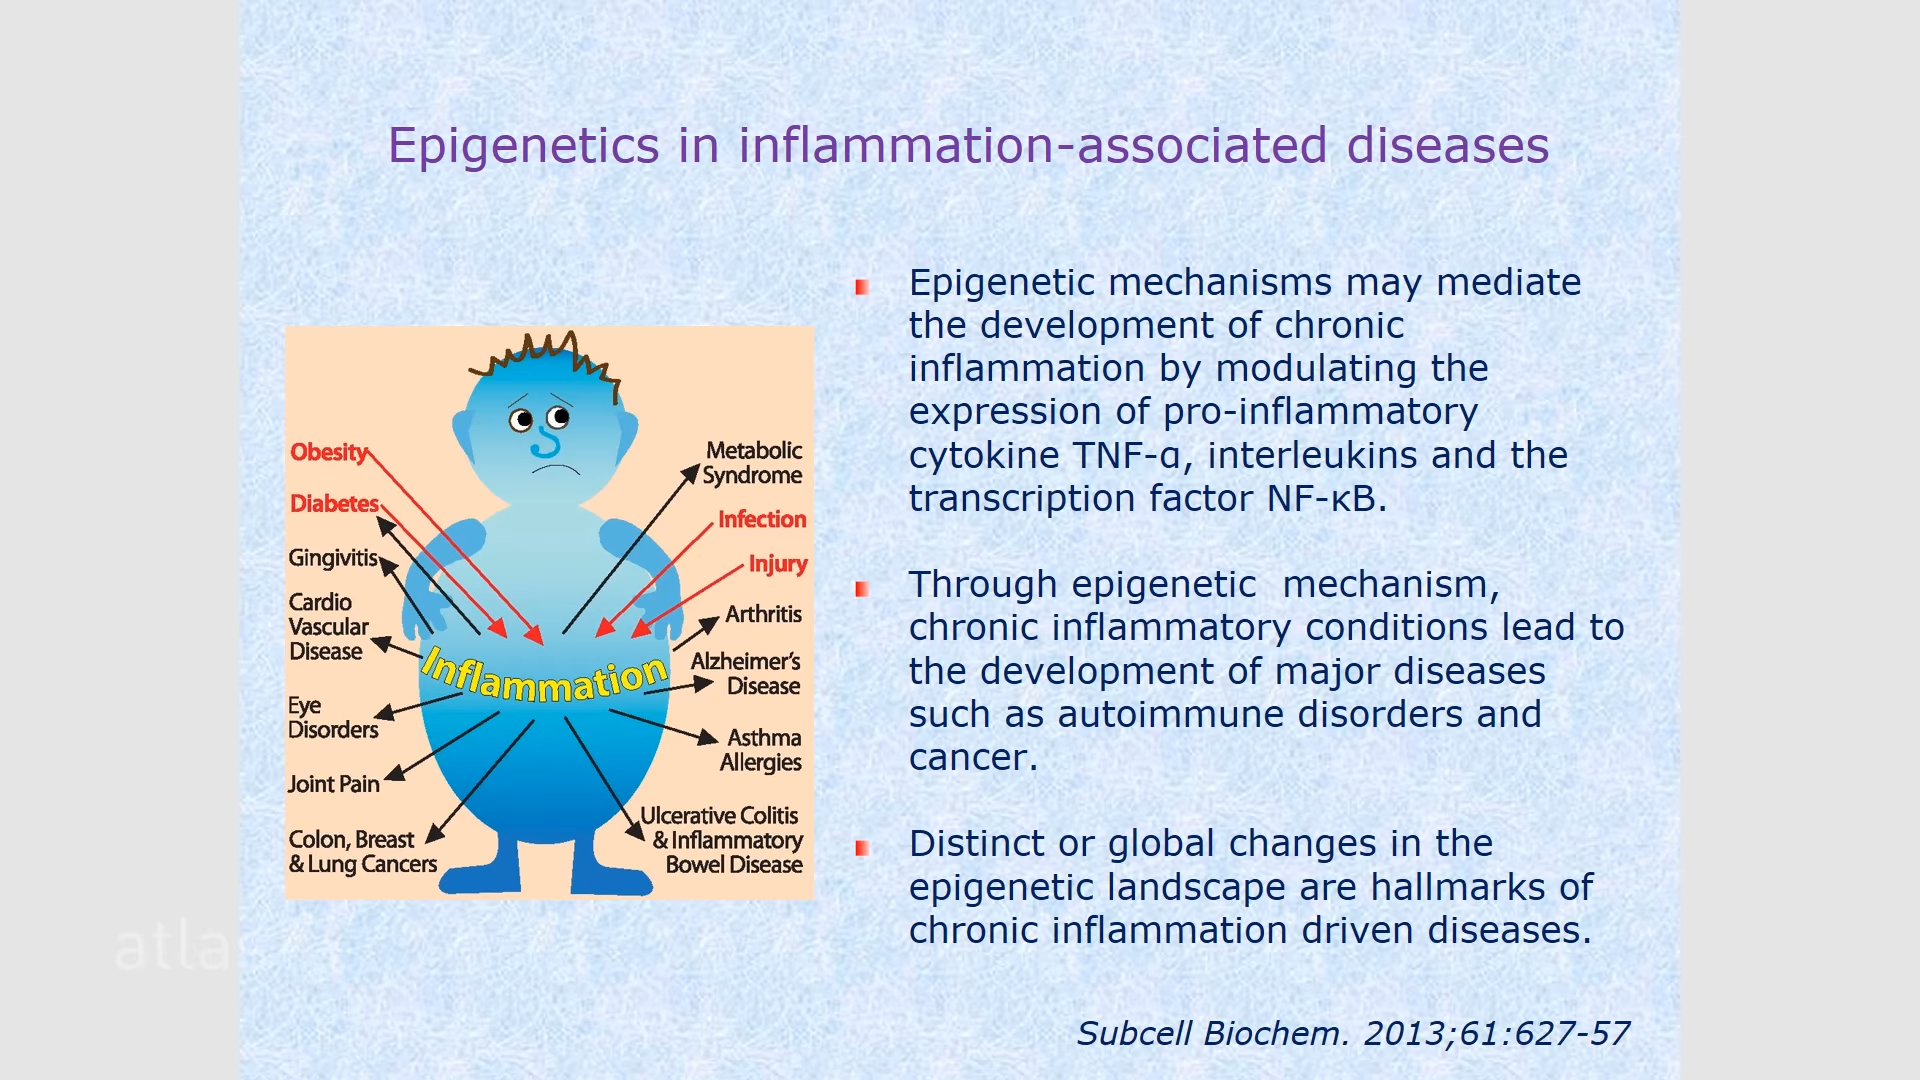 Epigenetics in inflammation-associated diseases
Obesity
Diabetes
Gingivitis
Cardio
Vascular
Disease
Eye
Disorders
Joint Pain
Colon, Breast
& Lung Cancers
Inflammation
Metabolic
Syndrome
Infection
Injury
Arthritis
Alzheimer's
Disease
Asthma
Allergies
Ulcerative Colitis
& Inflammatory
Bowel Disease
Epigenetic mechanisms may mediate
the development of chronic
inflammation by modulating the
expression of pro-inflammatory
cytokine TNF-α, interleukins and the
transcription factor NF-κB.
Through epigenetic  mechanism,
chronic inflammatory conditions lead to
the development of major diseases
such as autoimmune disorders and
cancer.
Distinct or global changes in the
epigenetic landscape are hallmarks of
chronic inflammation driven diseases.
Subcell Biochem. 2013;61:627-57